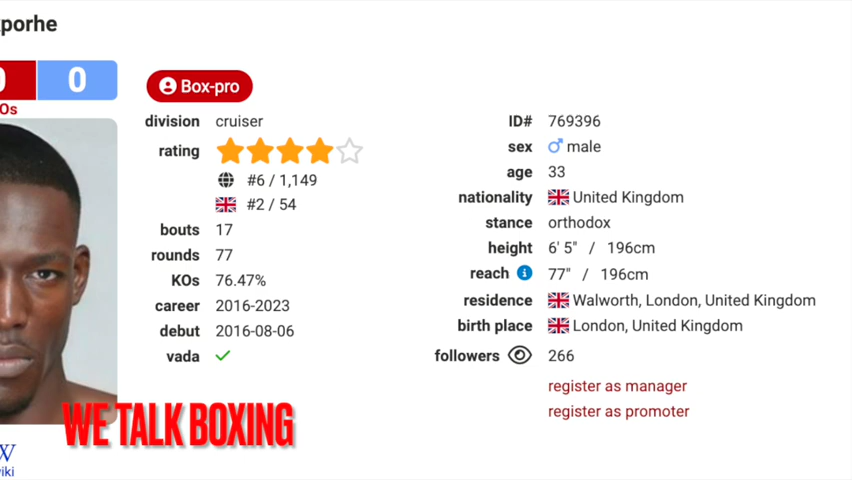 porhe
0
Os
Box-pro
division cruiser
rating
#6 / 1,149
#2 / 54
bouts 17
rounds 77
KOs 76.47%
career 2016-2023
debut 2016-08-06
vada
ID# 769396
sex male
age 33
nationality United Kingdom
stance orthodox
height 6' 5" / 196cm
reach 77" / 196cm
residence Walworth, London, United Kingdom
birth place London, United Kingdom
followers 266
register as manager
register as promoter
WE TALK BOXING
W
iki